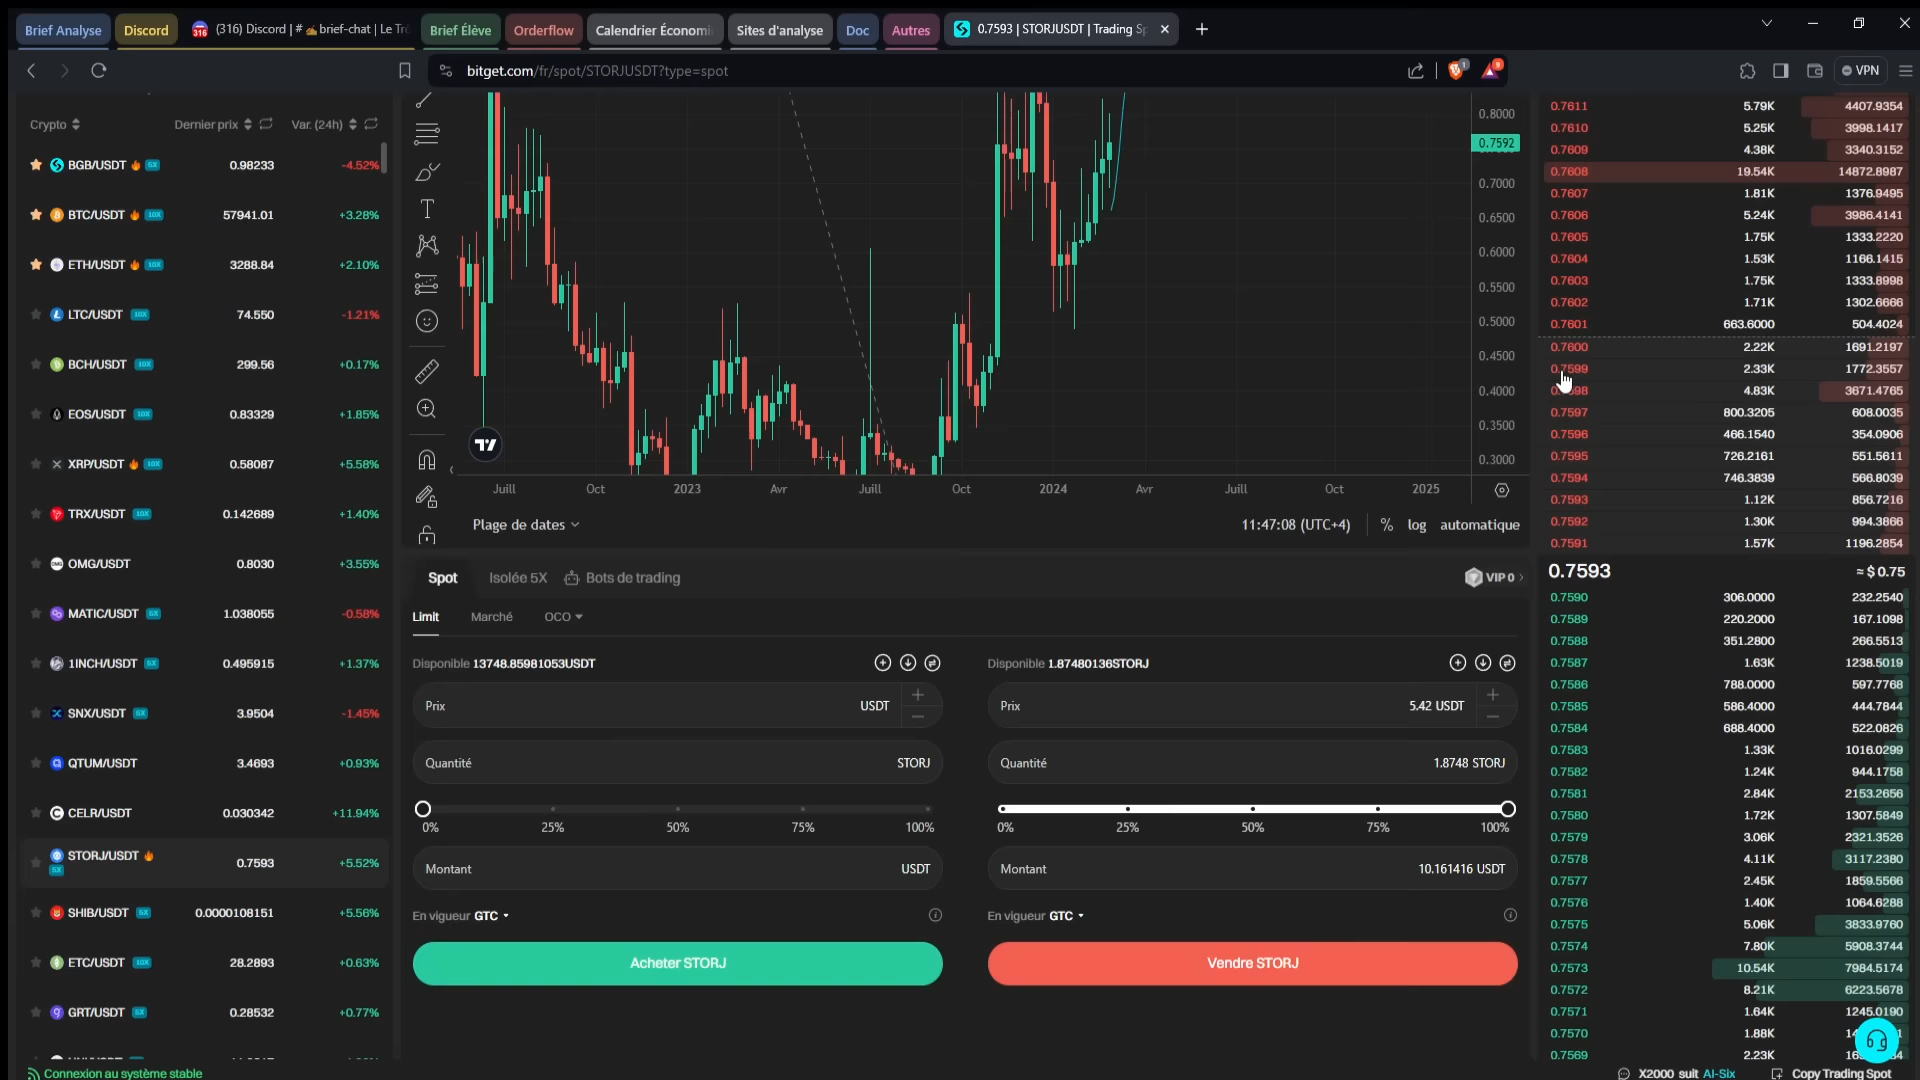 Brief Analyse
Discord
(316) Discord | # ✍ brief-chat | Le Tr
Brief Élève
Orderflow
Calendrier Économi
Sites d'analyse
Doc
Autres
0.7593 | STORJUSDT | Trading Sp
bitget.com/fr/spot/STORJUSDT?type=spot
VPN
Crypto Dernier prix Var. (24h)
BGB/USDT 5X 0.98233 -4.52%
BTC/USDT 10X 57941.01 +3.28%
ETH/USDT 10X 3288.84 +2.10%
LTC/USDT 10X 74.550 -1.21%
BCH/USDT 10X 299.56 +0.17%
EOS/USDT 10X 0.83329 +1.85%
XRP/USDT 10X 0.58087 +5.58%
TRX/USDT 10X 0.142689 +1.40%
OMG/USDT 0.8030 +3.55%
MATIC/USDT 5X 1.038055 -0.58%
1INCH/USDT 5X 0.495915 +1.37%
SNX/USDT 5X 3.9504 -1.45%
QTUM/USDT 3.4693 +0.93%
CELR/USDT 0.030342 +11.94%
STORJ/USDT 5X 0.7593 +5.52%
SHIB/USDT 5X 0.0000108151 +5.56%
ETC/USDT 10X 28.2893 +0.63%
GRT/USDT 5X 0.28532 +0.77%
Connexion au système stable
0.8000
0.7592
0.7000
0.6500
0.6000
0.5500
0.5000
0.4500
0.4000
0.3500
0.3000
Juill Oct 2023 Avr Juill Oct 2024 Avr Juill Oct 2025
Plage de dates
11:47:08 (UTC+4) % log automatique
Spot Isolée 5X Bots de trading VIP 0
Limit Marché OCO
Disponible 13748.85981053USDT
Prix USDT
Quantité STORJ
0% 25% 50% 75% 100%
Montant USDT
En vigueur GTC
Acheter STORJ
Disponible 1.87480136STORJ
Prix 5.42 USDT
Quantité 1.8748 STORJ
0% 25% 50% 75% 100%
Montant 10.161416 USDT
En vigueur GTC
Vendre STORJ
0.7611 5.79K 4407.9354
0.7610 5.25K 3998.1417
0.7609 4.38K 3340.3152
0.7608 19.54K 14872.8987
0.7607 1.81K 1376.9495
0.7606 5.24K 3986.4141
0.7605 1.75K 1333.2220
0.7604 1.53K 1166.1415
0.7603 1.75K 1333.8998
0.7602 1.71K 1302.6666
0.7601 663.6000 504.4024
0.7600 2.22K 1691.2197
0.7599 2.33K 1772.3557
4.83K 3671.4765
0.7597 800.3205 608.0035
0.7596 466.1540 354.0906
0.7595 726.2161 551.5611
0.7594 746.3839 566.8039
0.7593 1.12K 856.7216
0.7592 1.30K 994.3866
0.7591 1.57K 1196.2854
0.7593 ≈ $ 0.75
0.7590 306.0000 232.2540
0.7589 220.2000 167.1098
0.7588 351.2800 266.5513
0.7587 1.63K 1238.5019
0.7586 788.0000 597.7768
0.7585 586.4000 444.7844
0.7584 688.4000 522.0826
0.7583 1.33K 1016.0299
0.7582 1.24K 944.1758
0.7581 2.84K 2153.2656
0.7580 1.72K 1307.5849
0.7579 3.06K 2321.3526
0.7578 4.11K 3117.2380
0.7577 2.45K 1859.5566
0.7576 1.40K 1064.6288
0.7575 5.06K 3833.9760
0.7574 7.80K 5908.3744
0.7573 10.54K 7984.5174
0.7572 8.21K 6223.5678
0.7571 1.64K 1245.0190
0.7570 1.88K
0.7569 2.23K
X2000 suit AI-Six Copy Trading Spot